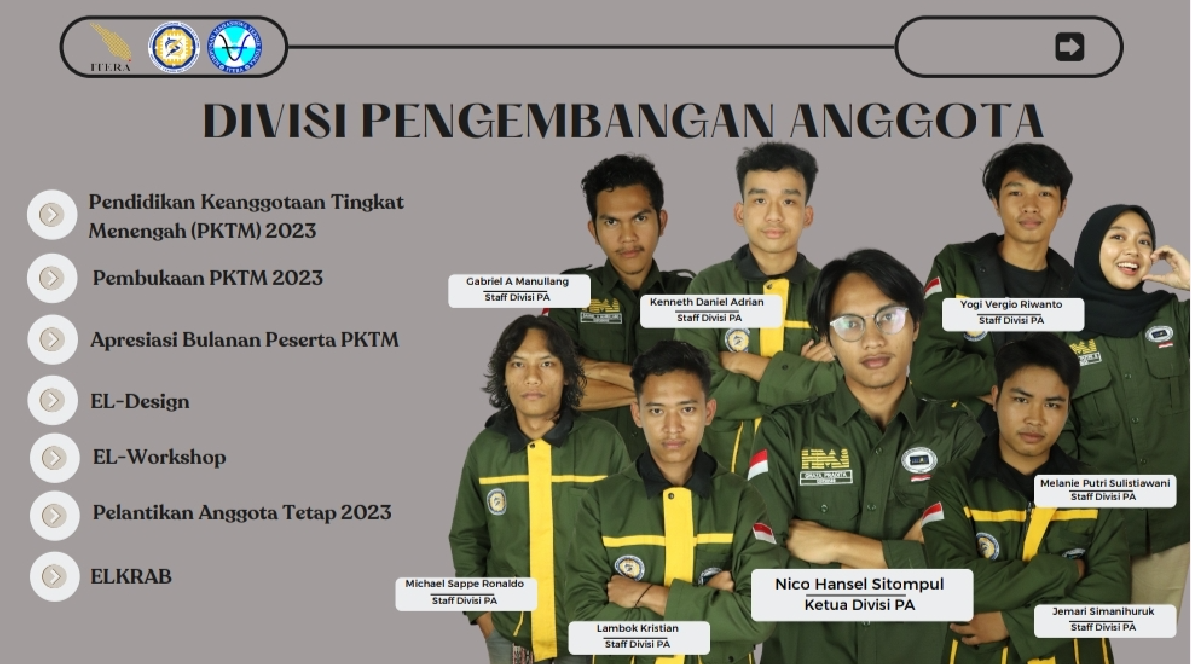 ITERA
DIVISI PENGEMBANGAN ANGGOTA
Pendidikan Keanggotaan Tingkat
Menengah (PKTM) 2023
Pembukaan PKTM 2023
Apresiasi Bulanan Peserta PKTM
EL-Design
EL-Workshop
Pelantikan Anggota Tetap 2023
ELKRAB
Gabriel A Manullang
Staff Divisi PA
Kenneth Daniel Adrian
Staff Divisi PA
Yogi Vergio Riwanto
Staff Divisi PA
Melanie Putri Sulistiawani
Staff Divisi PA
Michael Sappe Ronaldo
Staff Divisi PA
Nico Hansel Sitompul
Ketua Divisi PA
Lambok Kristian
Staff Divisi PA
Jernari Simanihuruk
Staff Divisi PA